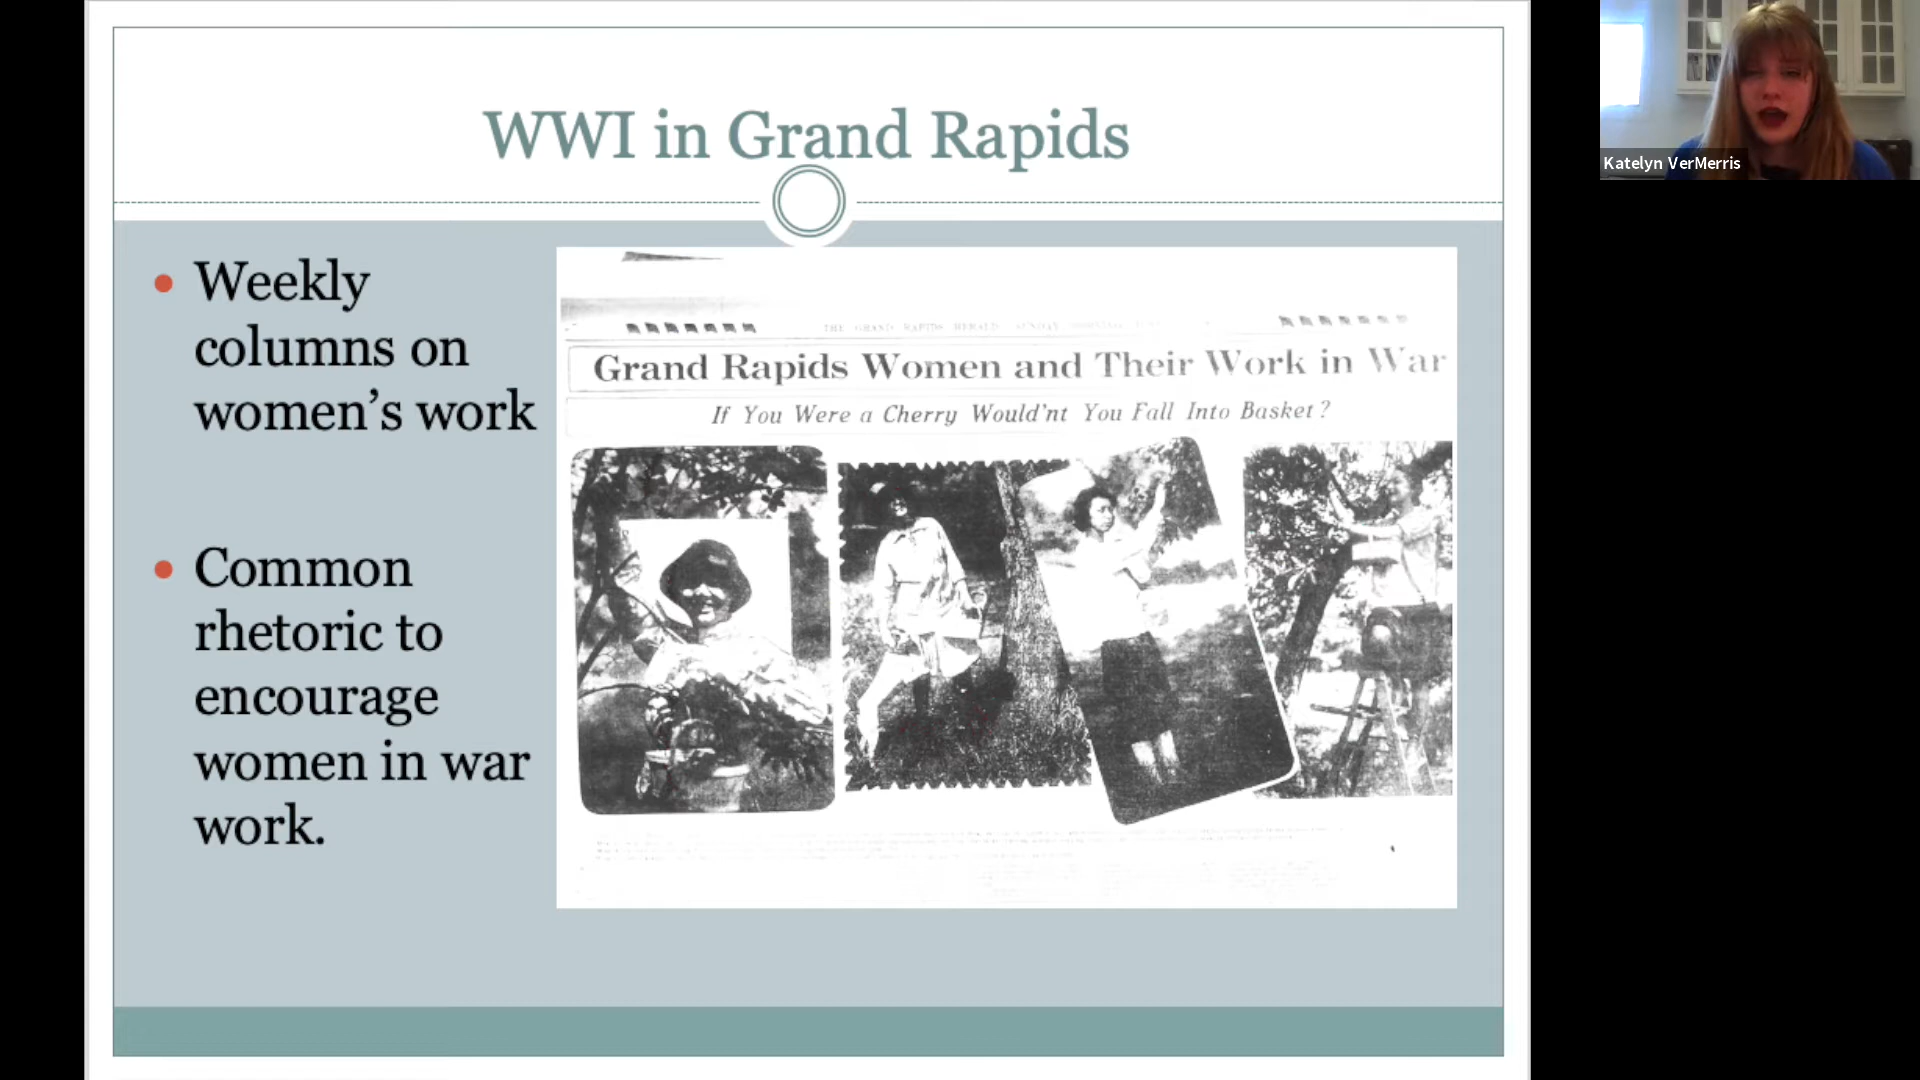 WWI in Grand Rapids
Weekly
columns on
women’s work
Common
rhetoric to
encourage
women in war
work.
THE GRAND RAPIDS HERALD, SUNDAY MORNING,
Grand Rapids Women and Their Work in War
If You Were a Cherry Would'nt You Fall Into Basket?
Katelyn VerMerris